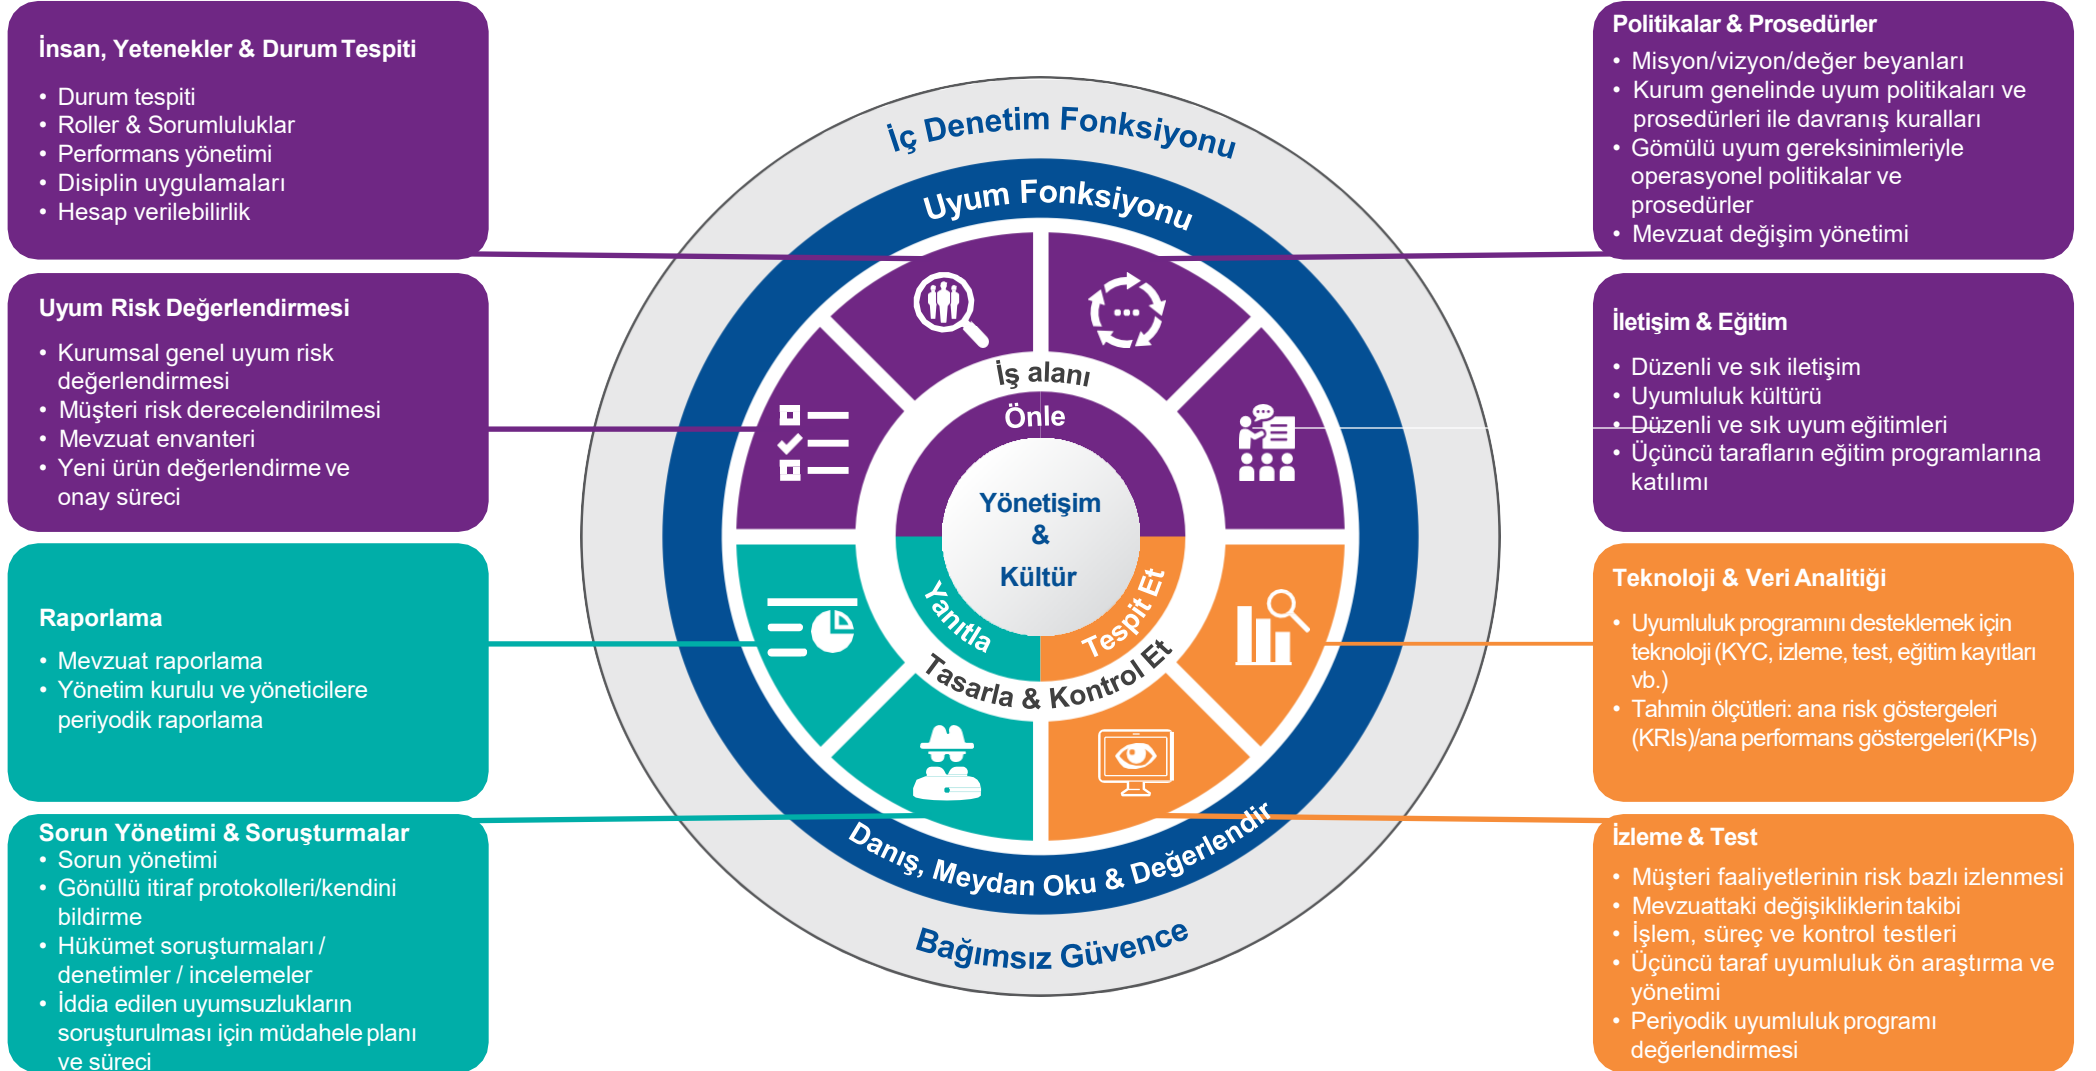 İnsan, Yetenekler & Durum Tespiti
• Durum tespiti
• Roller & Sorumluluklar
• Performans yönetimi
• Disiplin uygulamaları
• Hesap verilebilirlik
Uyum Risk Değerlendirmesi
• Kurumsal genel uyum risk
değerlendirmesi
• Müşteri risk derecelendirilmesi
• Mevzuat envanteri
• Yeni ürün değerlendirme ve
onay süreci
Raporlama
• Mevzuat raporlama
• Yönetim kurulu ve yöneticilere
periyodik raporlama
Sorun Yönetimi & Soruşturmalar
• Sorun yönetimi
• Gönüllü itiraf protokolleri/kendini
bildirme
• Hükümet soruşturmaları /
denetimler / incelemeler
• İddia edilen uyumsuzlukların
soruşturulması için müdahele planı
ve süreci
İç Denetim Fonksiyonu
Uyum Fonksiyonu
İş alanı
Önle
Yönetişim
&
Kültür
Yanıtla
Tespit Et
Tasarla & Kontrol Et
Danış, Meydan Oku & Değerlendir
Bağımsız Güvence
Politikalar & Prosedürler
• Misyon/vizyon/değer beyanları
• Kurum genelinde uyum politikaları ve
prosedürleri ile davranış kuralları
• Gömülü uyum gereksinimleriyle
operasyonel politikalar ve
prosedürler
• Mevzuat değişim yönetimi
İletişim & Eğitim
• Düzenli ve sık iletişim
• Uyumluluk kültürü
• Düzenli ve sık uyum eğitimleri
• Üçüncü tarafların eğitim programlarına
katılımı
Teknoloji & Veri Analitiği
• Uyumluluk programını desteklemek için
teknoloji (KYC, izleme, test, eğitim kayıtları
vb.)
• Tahmin ölçütleri: ana risk göstergeleri
(KRIs)/ana performans göstergeleri (KPIs)
İzleme & Test
• Müşteri faaliyetlerinin risk bazlı izlenmesi
• Mevzuattaki değişikliklerin takibi
• İşlem, süreç ve kontrol testleri
• Üçüncü taraf uyumluluk ön araştırma ve
yönetimi
• Periyodik uyumluluk programı
değerlendirmesi